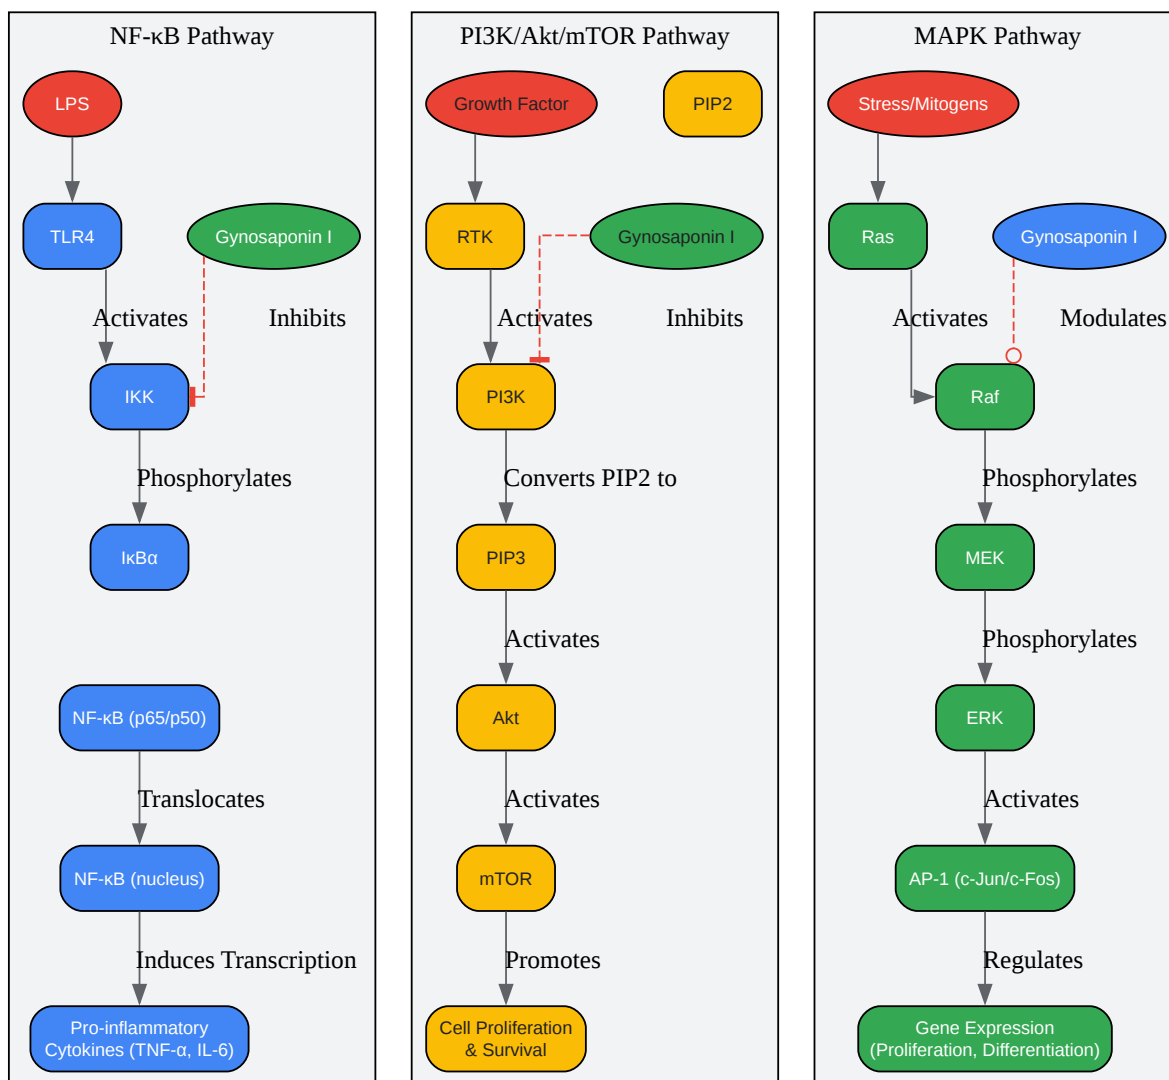 NF-κB Pathway
LPS
TLR4
Gynosaponin I
Activates
Inhibits
IKK
Phosphorylates
IκBα
NF-κB (p65/p50)
Translocates
NF-κB (nucleus)
Induces Transcription
Pro-inflammatory
Cytokines (TNF-α, IL-6)
PI3K/Akt/mTOR Pathway
Growth Factor
PIP2
RTK
Gynosaponin I
Activates
Inhibits
PI3K
Converts PIP2 to
PIP3
Activates
Akt
Activates
mTOR
Promotes
Cell Proliferation
& Survival
MAPK Pathway
Stress/Mitogens
Ras
Gynosaponin I
Activates
Modulates
Raf
Phosphorylates
MEK
Phosphorylates
ERK
Activates
AP-1 (c-Jun/c-Fos)
Regulates
Gene Expression
(Proliferation, Differentiation)